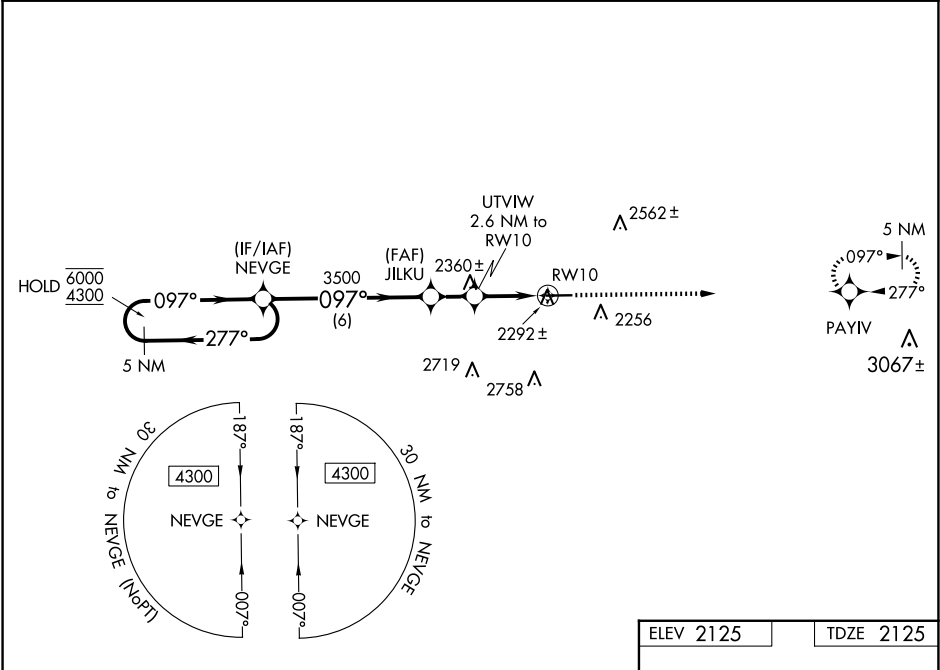 UTVIW
2.6 NM to
RW10
2562±
5 NM
097°
277°
PAYIV
3067±
(IF/IAF)
NEVGE
3500
097°
(6)
(FAF)
JILKU
2360±
RW10
HOLD 6000
4300
097°
277°
5 NM
2292±
2256
2719
2758
30 NM to NEVGE (NoPT)
187°
4300
NEVGE
007°
187°
4300
NEVGE
007°
30 NM to NEVGE
ELEV 2125
TDZE 2125